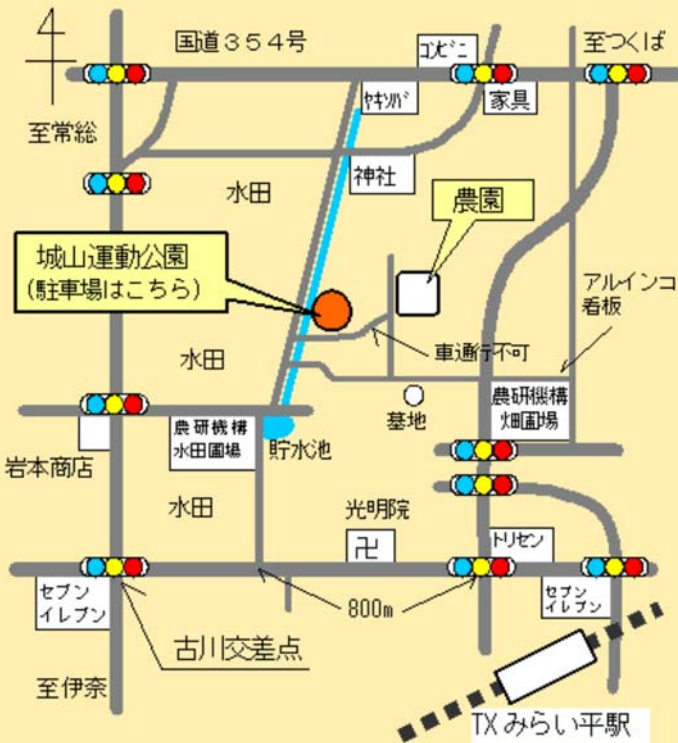 4
国道３５４号
ｺﾝﾋﾞﾆ
至つくば
ﾔｷｿﾊﾞ
家具
至常総
神社
水田
農園
城山運動公園
(駐車場はこちら)
アルインコ
看板
水田
車通行不可
農研機構
畑圃場
墓地
農研機構
水田圃場
貯水池
岩本商店
水田
光明院
卍
ﾄﾘｾﾝ
セブン
イレブン
800m
セブン
イレブン
古川交差点
至伊奈
TXみらい平駅